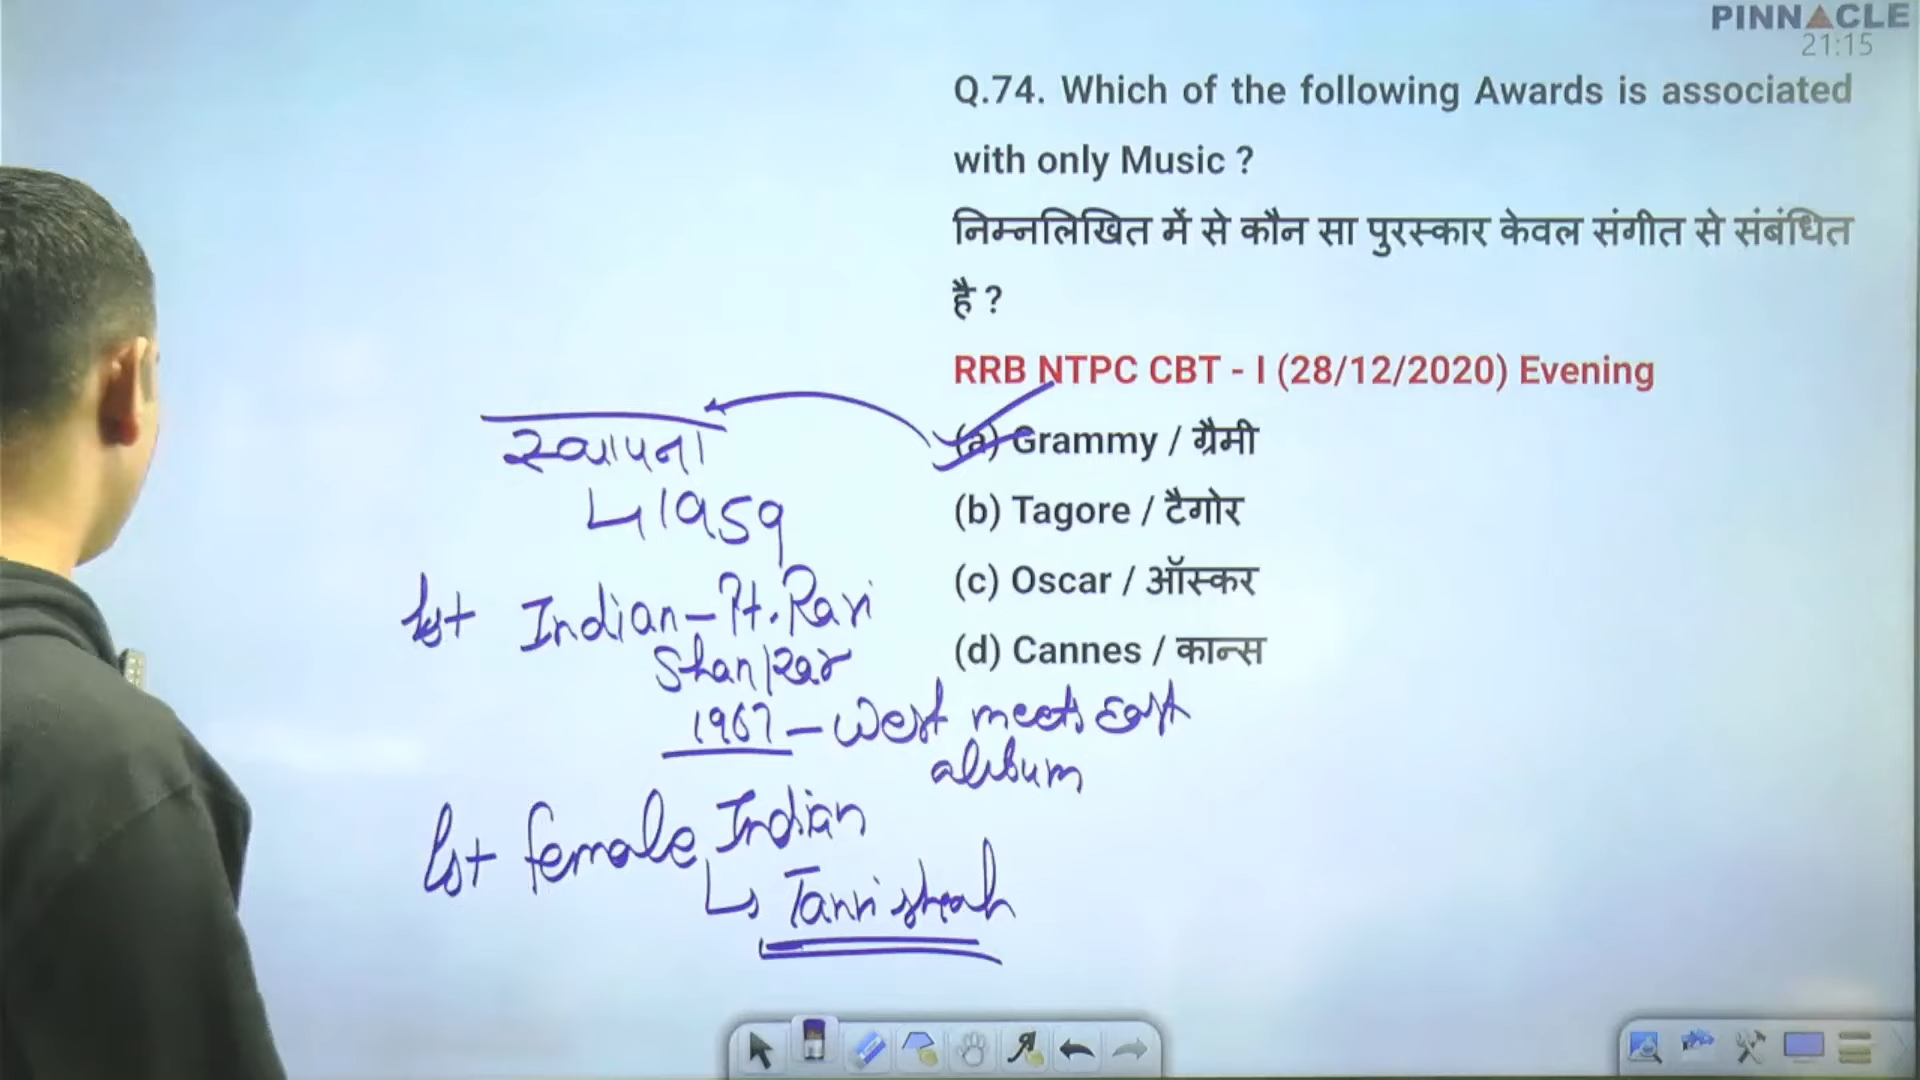 PINNACLE
21:15
Q.74. Which of the following Awards is associated
with only Music ?
निम्नलिखित में से कौन सा पुरस्कार केवल संगीत से संबंधित
है ?
RRB NTPC CBT - I (28/12/2020) Evening
(a) Grammy / ग्रैमी
(b) Tagore / टैगोर
(c) Oscar / ऑस्कर
(d) Cannes / कान्स
स्थापना
1959
1st Indian - Pt. Ravi
Shankar
1967 - West meets East
album
1st female Indian